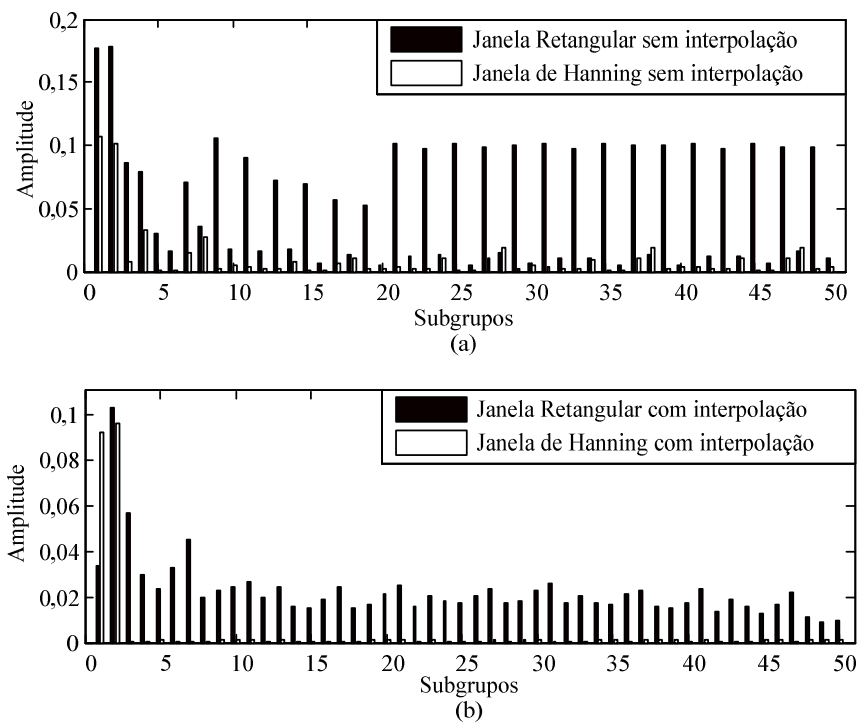 0,2
0,15
0,1
0,05
0
Amplitude
Janela Retangular sem interpolação
Janela de Hanning sem interpolação
0 5 10 15 20 25 30 35 40 45 50
Subgrupos
(a)
0,1
0,08
0,06
0,04
0,02
0
Amplitude
Janela Retangular com interpolação
Janela de Hanning com interpolação
0 5 10 15 20 25 30 35 40 45 50
Subgrupos
(b)